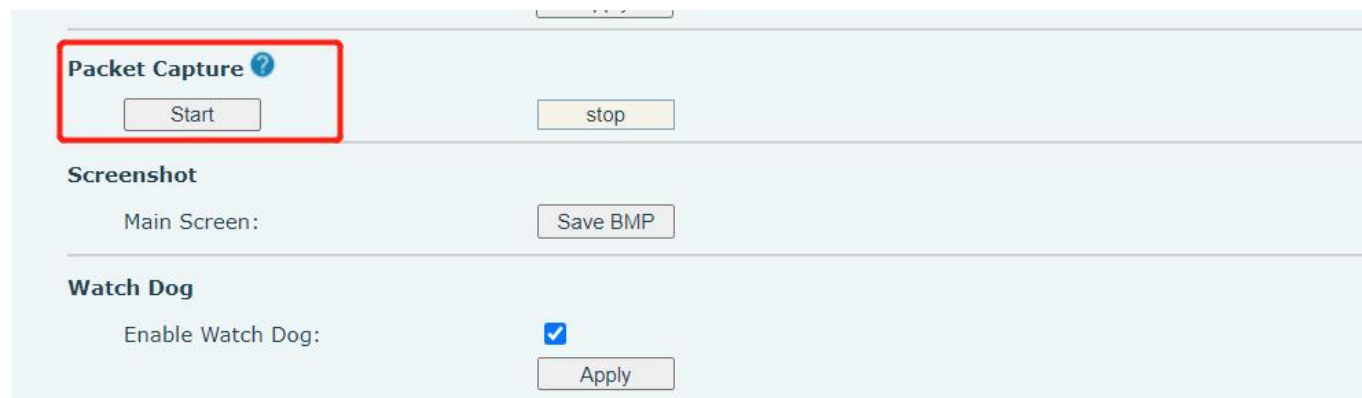 Packet Capture ?
Start stop
Screenshot
Main Screen: Save BMP
Watch Dog
Enable Watch Dog:
Apply